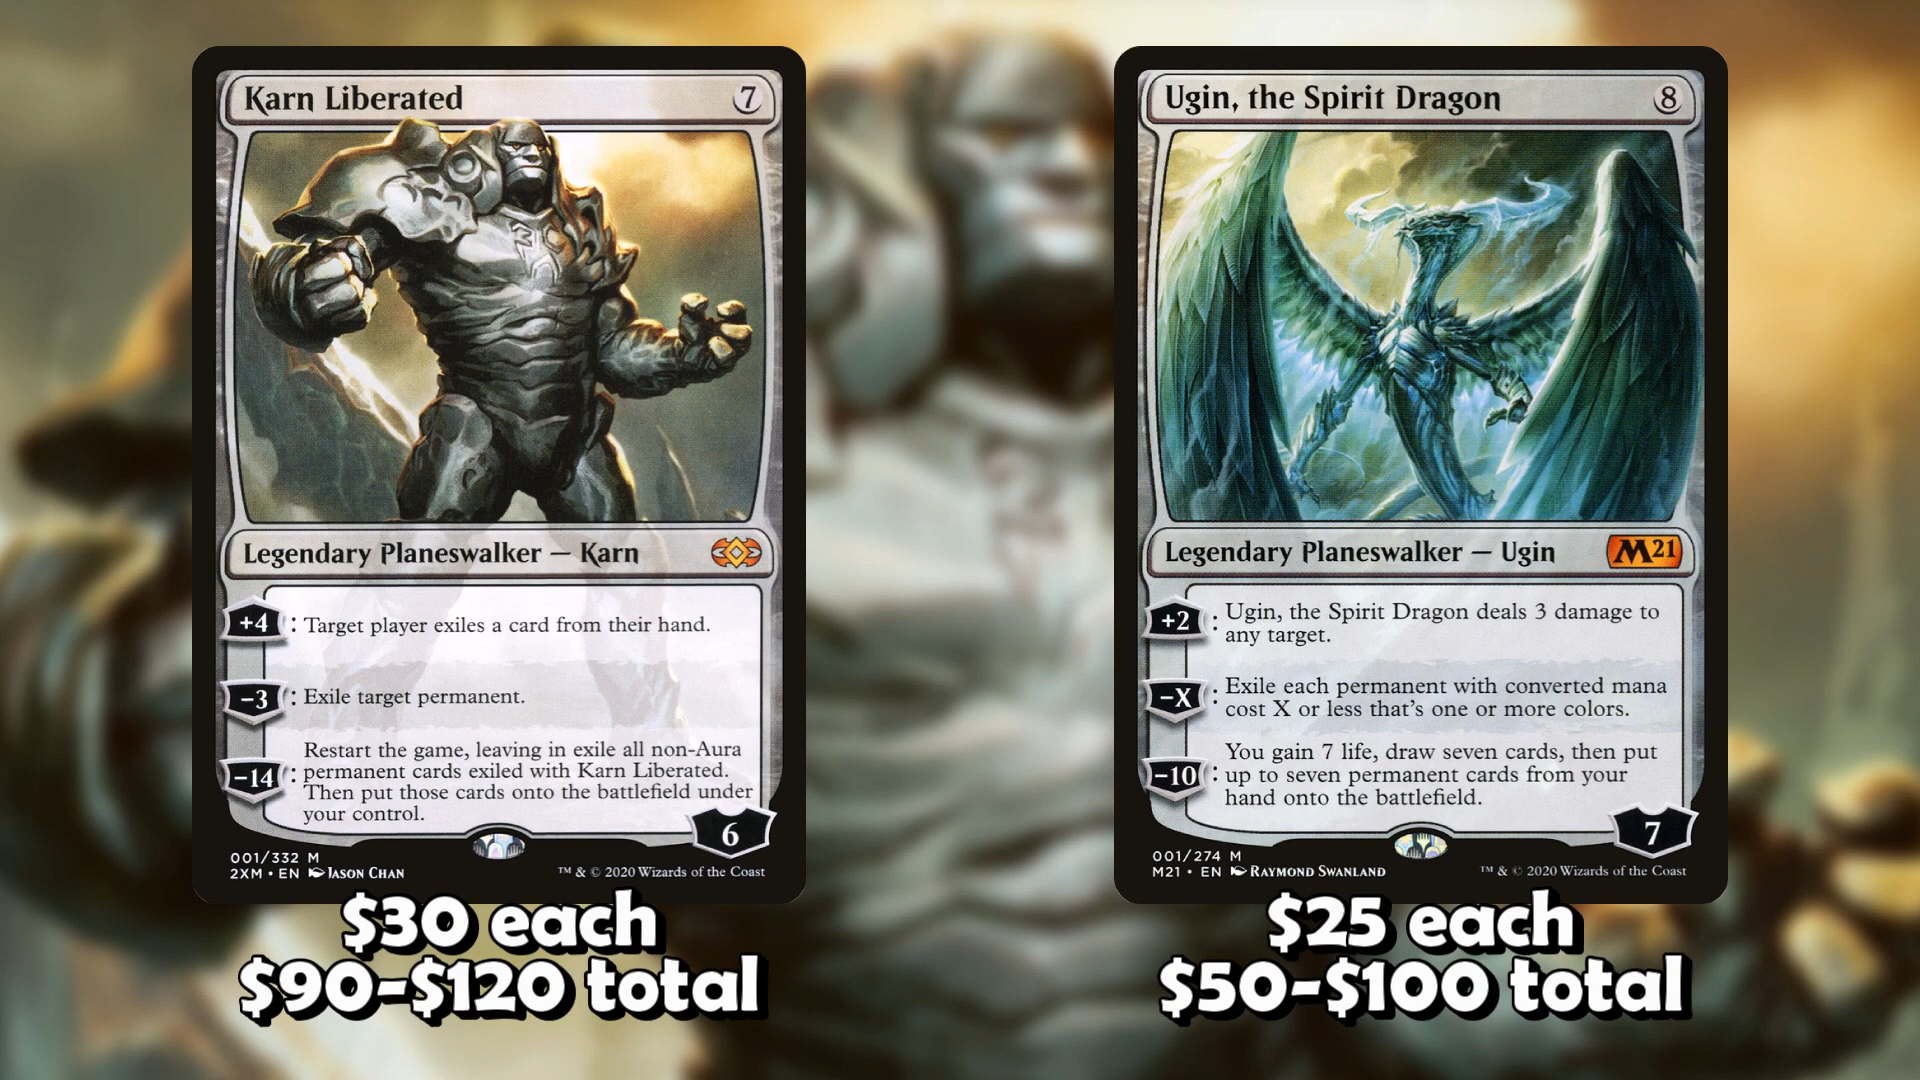 Karn Liberated 7
Legendary Planeswalker — Karn
+4 : Target player exiles a card from their hand.
−3 : Exile target permanent.
Restart the game, leaving in exile all non-Aura
−14 : permanent cards exiled with Karn Liberated.
Then put those cards onto the battlefield under
your control.
6
001/332 M
2XM • EN Jason Chan
™ & © 2020 Wizards of the Coast
$30 each
$90-$120 total
Ugin, the Spirit Dragon 8
Legendary Planeswalker — Ugin M21
+2 : Ugin, the Spirit Dragon deals 3 damage to
any target.
−X : Exile each permanent with converted mana
cost X or less that's one or more colors.
You gain 7 life, draw seven cards, then put
−10 : up to seven permanent cards from your
hand onto the battlefield.
7
001/274 M
M21 • EN Raymond Swanland
™ & © 2020 Wizards of the Coast
$25 each
$50-$100 total